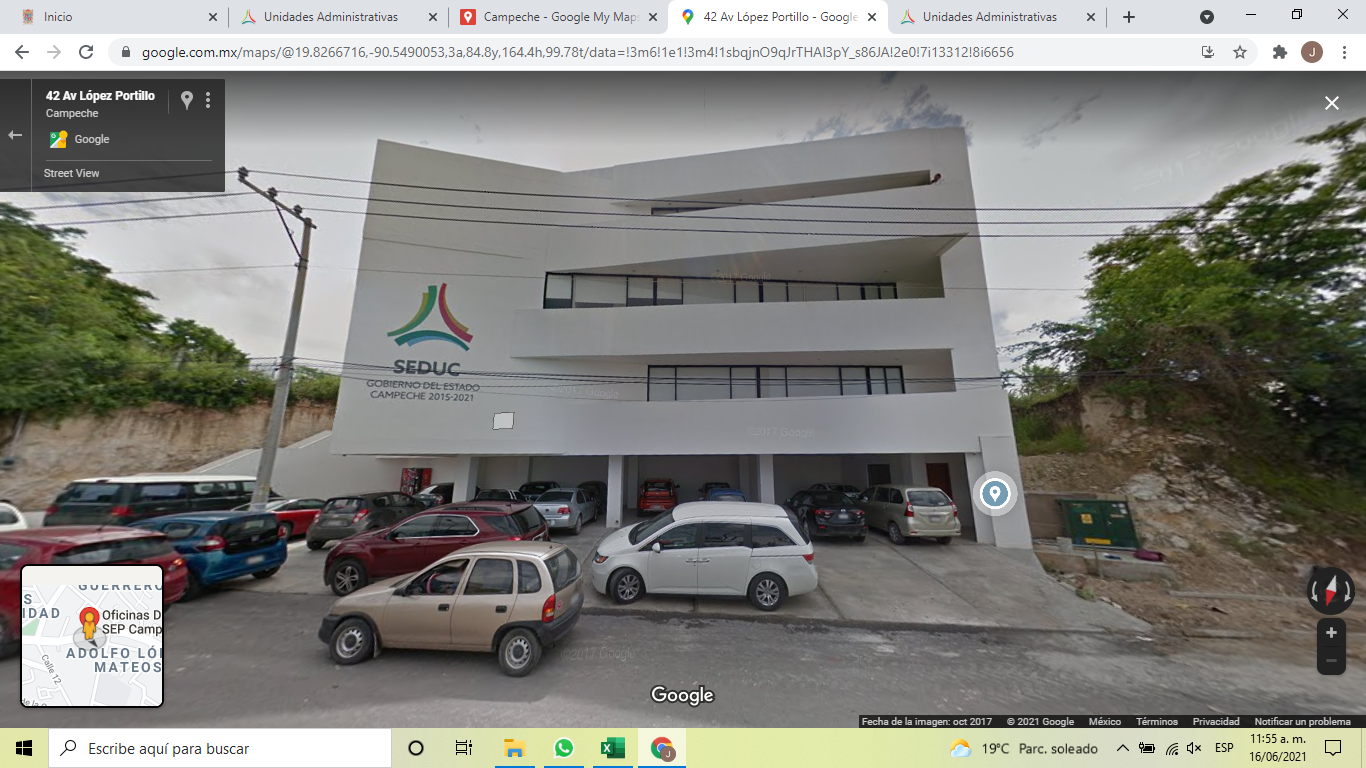 Inicio
Unidades Administrativas
Campeche - Google My Maps
42 Av López Portillo - Google
Unidades Administrativas
google.com.mx/maps/@19.8266716,-90.5490053,3a,84.8y,164.4h,99.78t/data=!3m6!1e1!3m4!1sbqjnO9qJrTHAI3pY_s86JA!2e0!7i13312!8i6656
J
42 Av López Portillo
Campeche
Google
Street View
SEDUC
GOBIERNO DEL ESTADO
CAMPECHE 2015-2021
©2017 Google
©2017 Google
GUERRERO
IDAD
Oficinas D
SEP Camp
ADOLFO LÓ
MATEOS
Calle 12
Google
Fecha de la imagen: oct 2017 © 2021 Google México Términos Privacidad Notificar un problema
Escribe aquí para buscar
19°C Parc. soleado
ESP
11:55 a. m.
16/06/2021